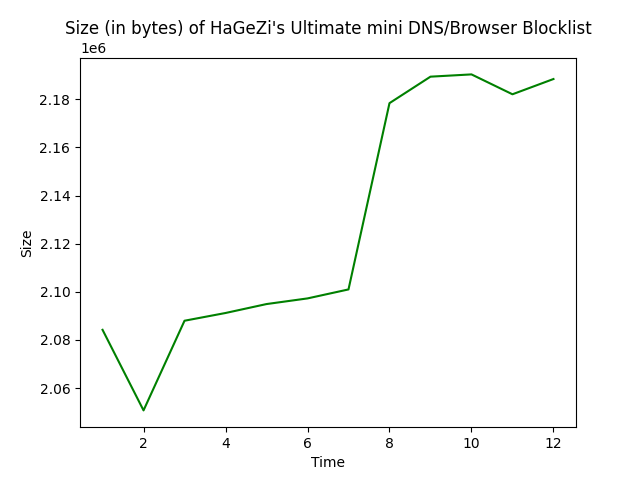 Size (in bytes) of HaGeZi's Ultimate mini DNS/Browser Blocklist
1e6
2.18
2.16
2.14
2.12
2.10
2.08
2.06
Size
2 4 6 8 10 12
Time